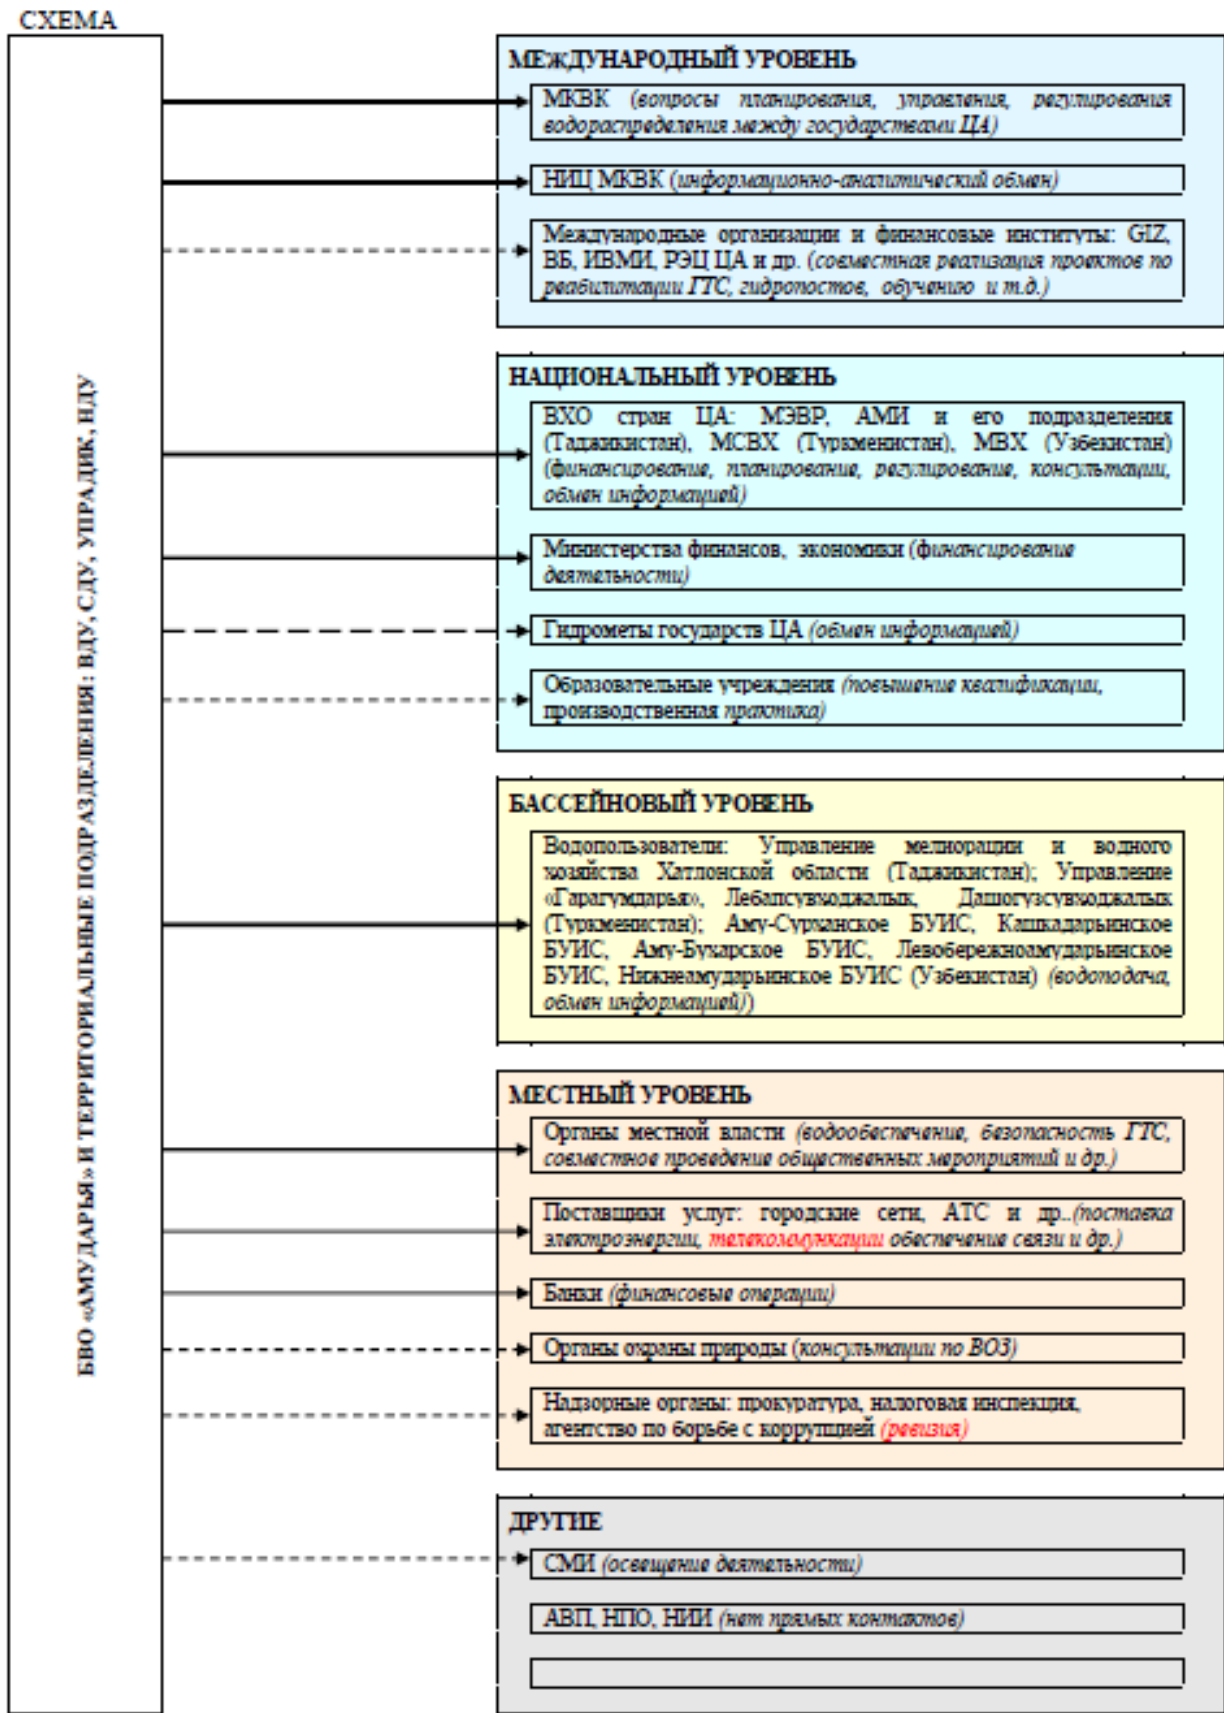 СХЕМА
БВО «АМУДАРЬЯ» И ТЕРРИТОРИАЛЬНЫЕ ПОДРАЗДЕЛЕНИЯ: ВДУ, СДУ, УПРАДИК, НДУ
МЕЖДУНАРОДНЫЙ УРОВЕНЬ
МКВК (вопросы планирования, управления, регулирования
водораспределения между государствами ЦА)
НИЦ МКВК (информационно-аналитический обмен)
Международные организации и финансовые институты: GIZ,
ВБ, ИВМИ, РЭЦ ЦА и др. (совместная реализация проектов по
реабилитации ГТС, гидропостов, обучению и т.д.)
НАЦИОНАЛЬНЫЙ УРОВЕНЬ
ВХО стран ЦА: МЭВР, АМИ и его подразделения
(Таджикистан), МСВХ (Туркменистан), МВХ (Узбекистан)
(финансирование, планирование, регулирование, консультации,
обмен информацией)
Министерства финансов, экономики (финансирование
деятельности)
Гидрометы государств ЦА (обмен информацией)
Образовательные учреждения (повышение квалификации,
производственная практика)
БАССЕЙНОВЫЙ УРОВЕНЬ
Водопользователи: Управление мелиорации и водного
хозяйства Хатлонской области (Таджикистан); Управление
«Гарагумдарья», Лебапсувходжалык, Дашогузсувходжалык
(Туркменистан); Аму-Сурханское БУИС, Кашкадарьинское
БУИС, Аму-Бухарское БУИС, Левобережноамударьинское
БУИС, Нижнеамударьинское БУИС (Узбекистан) (водоподача,
обмен информацией))
МЕСТНЫЙ УРОВЕНЬ
Органы местной власти (водообеспечение, безопасность ГТС,
совместное проведение общественных мероприятий и др.)
Поставщики услуг: городские сети, АТС и др..(поставка
электроэнергии, телекоммункации обеспечение связи и др.)
Банки (финансовые операции)
Органы охраны природы (консультации по ВОЗ)
Надзорные органы: прокуратура, налоговая инспекция,
агентство по борьбе с коррупцией (ревизия)
ДРУГИЕ
СМИ (освещение деятельности)
АВП, НПО, НИИ (нет прямых контактов)